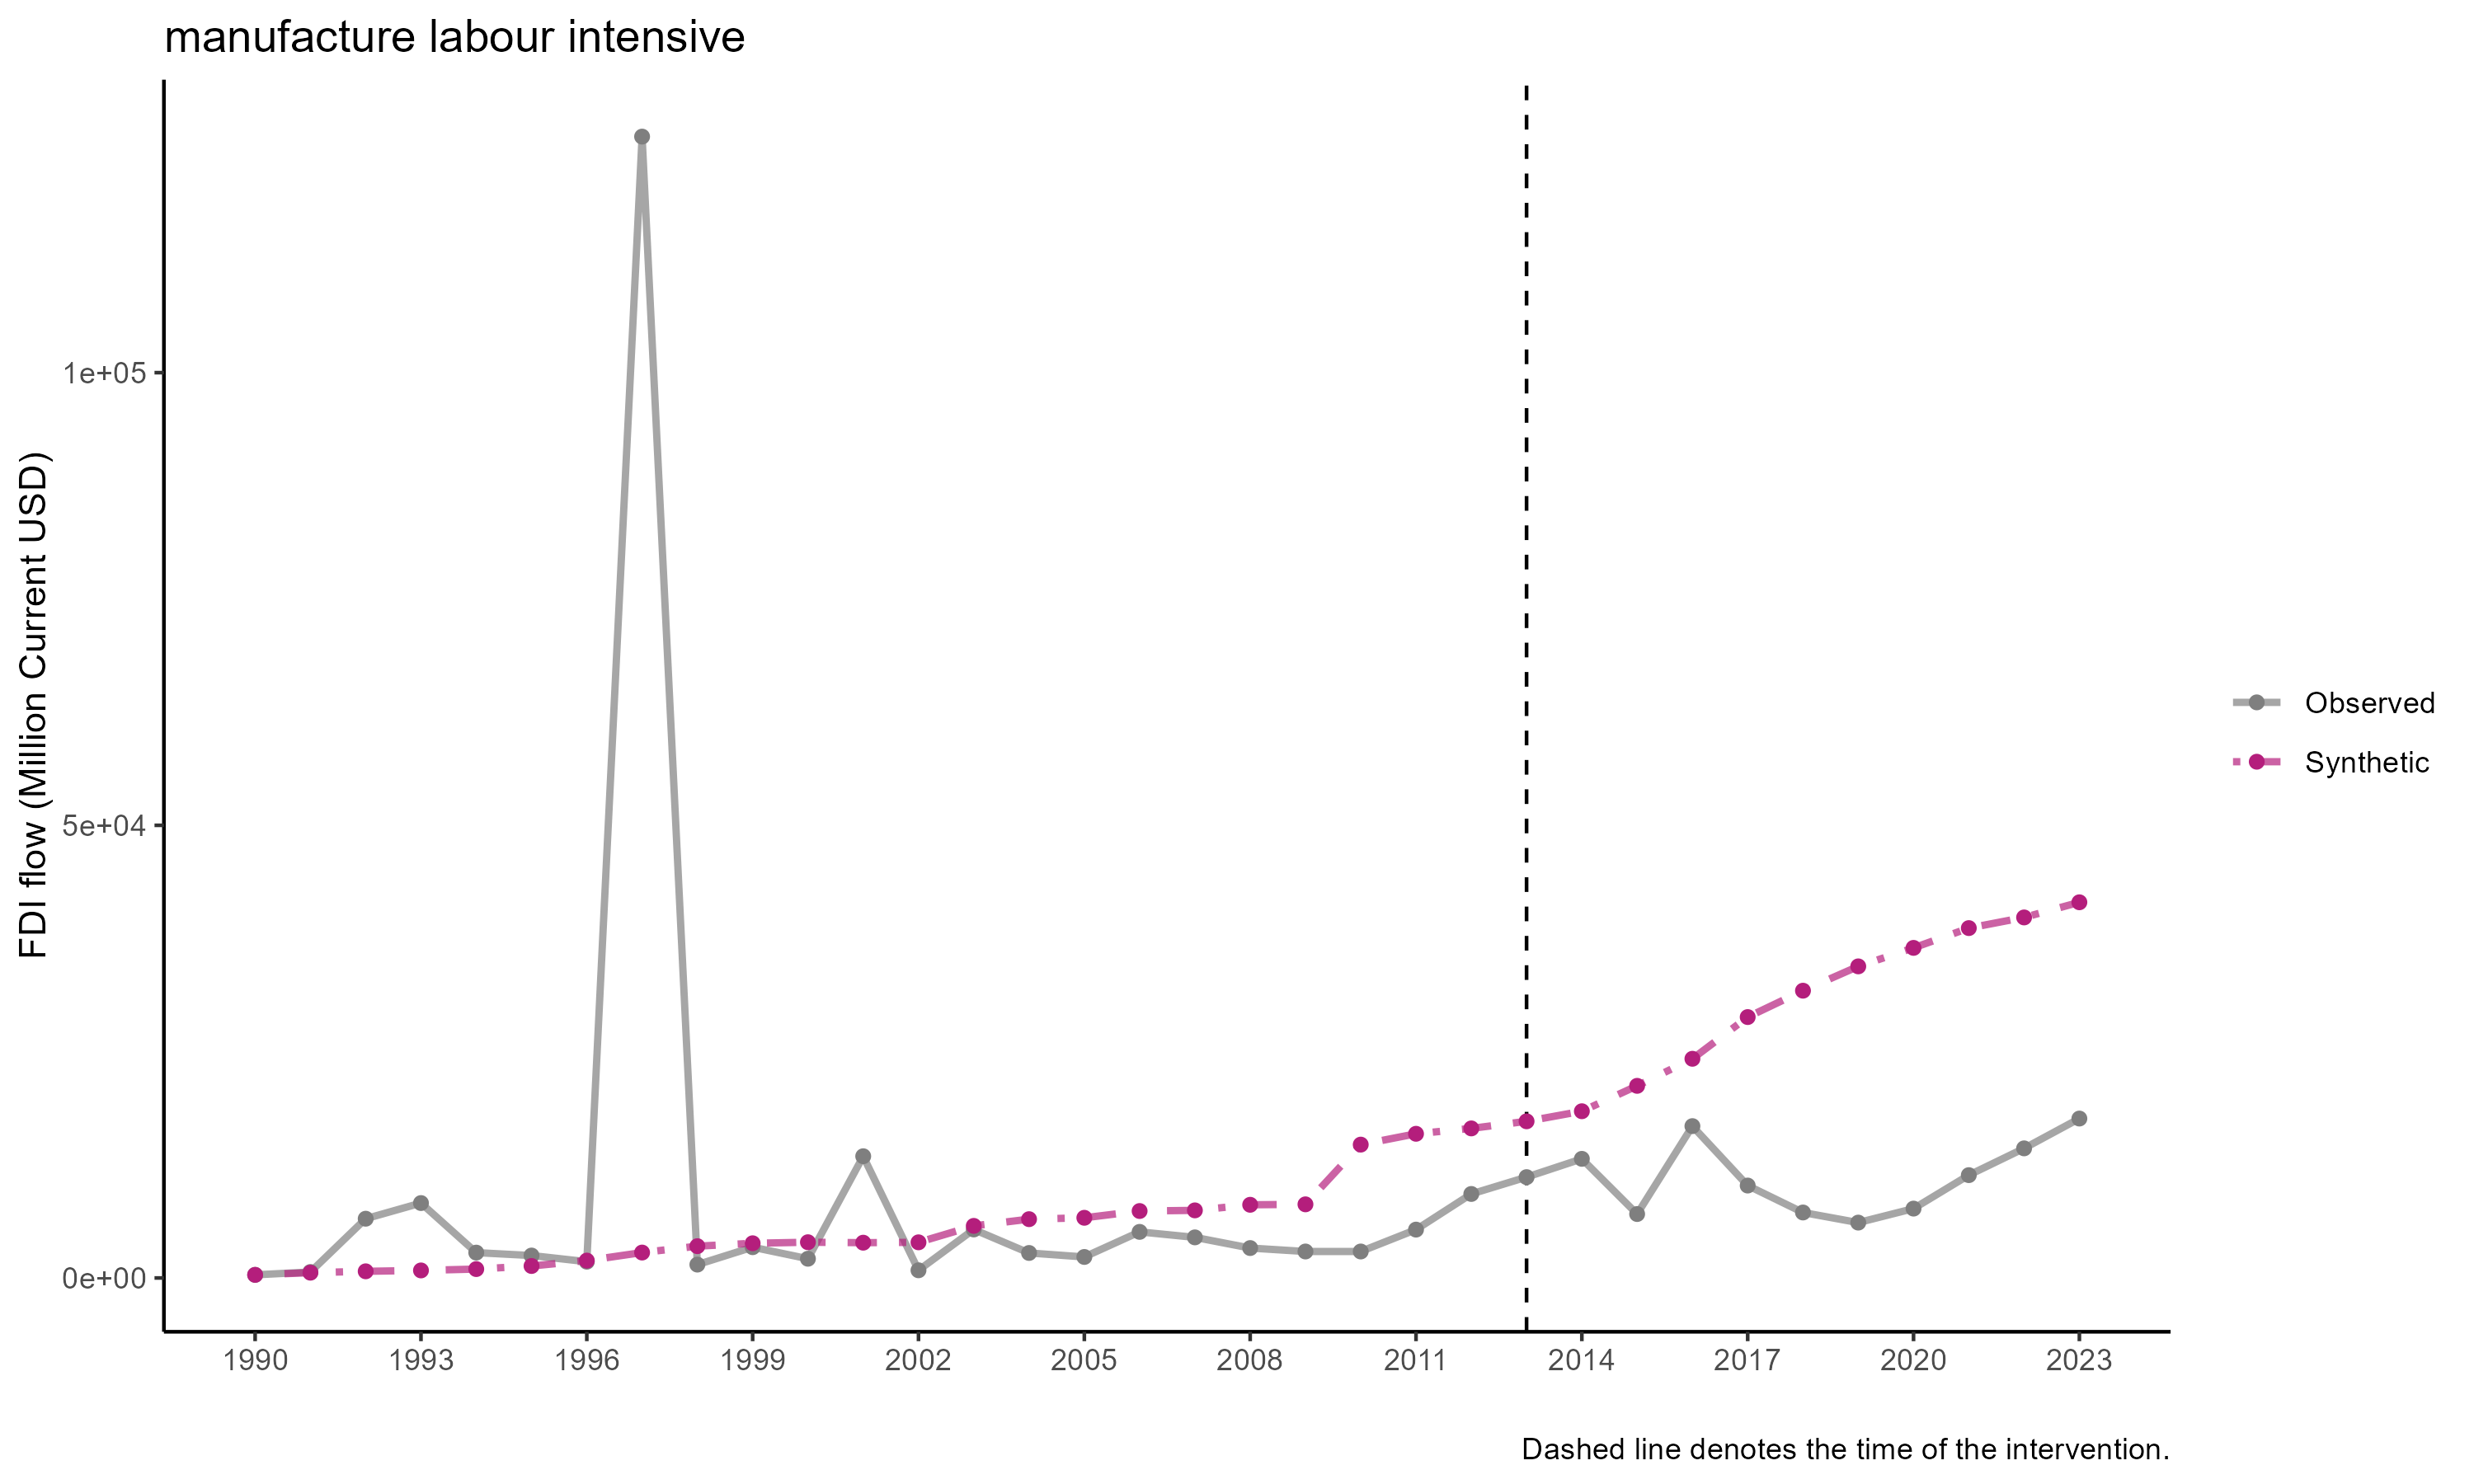 manufacture labour intensive
FDI flow (Million Current USD)
1e+05
5e+04
0e+00
1990 1993 1996 1999 2002 2005 2008 2011 2014 2017 2020 2023
Observed
Synthetic
Dashed line denotes the time of the intervention.